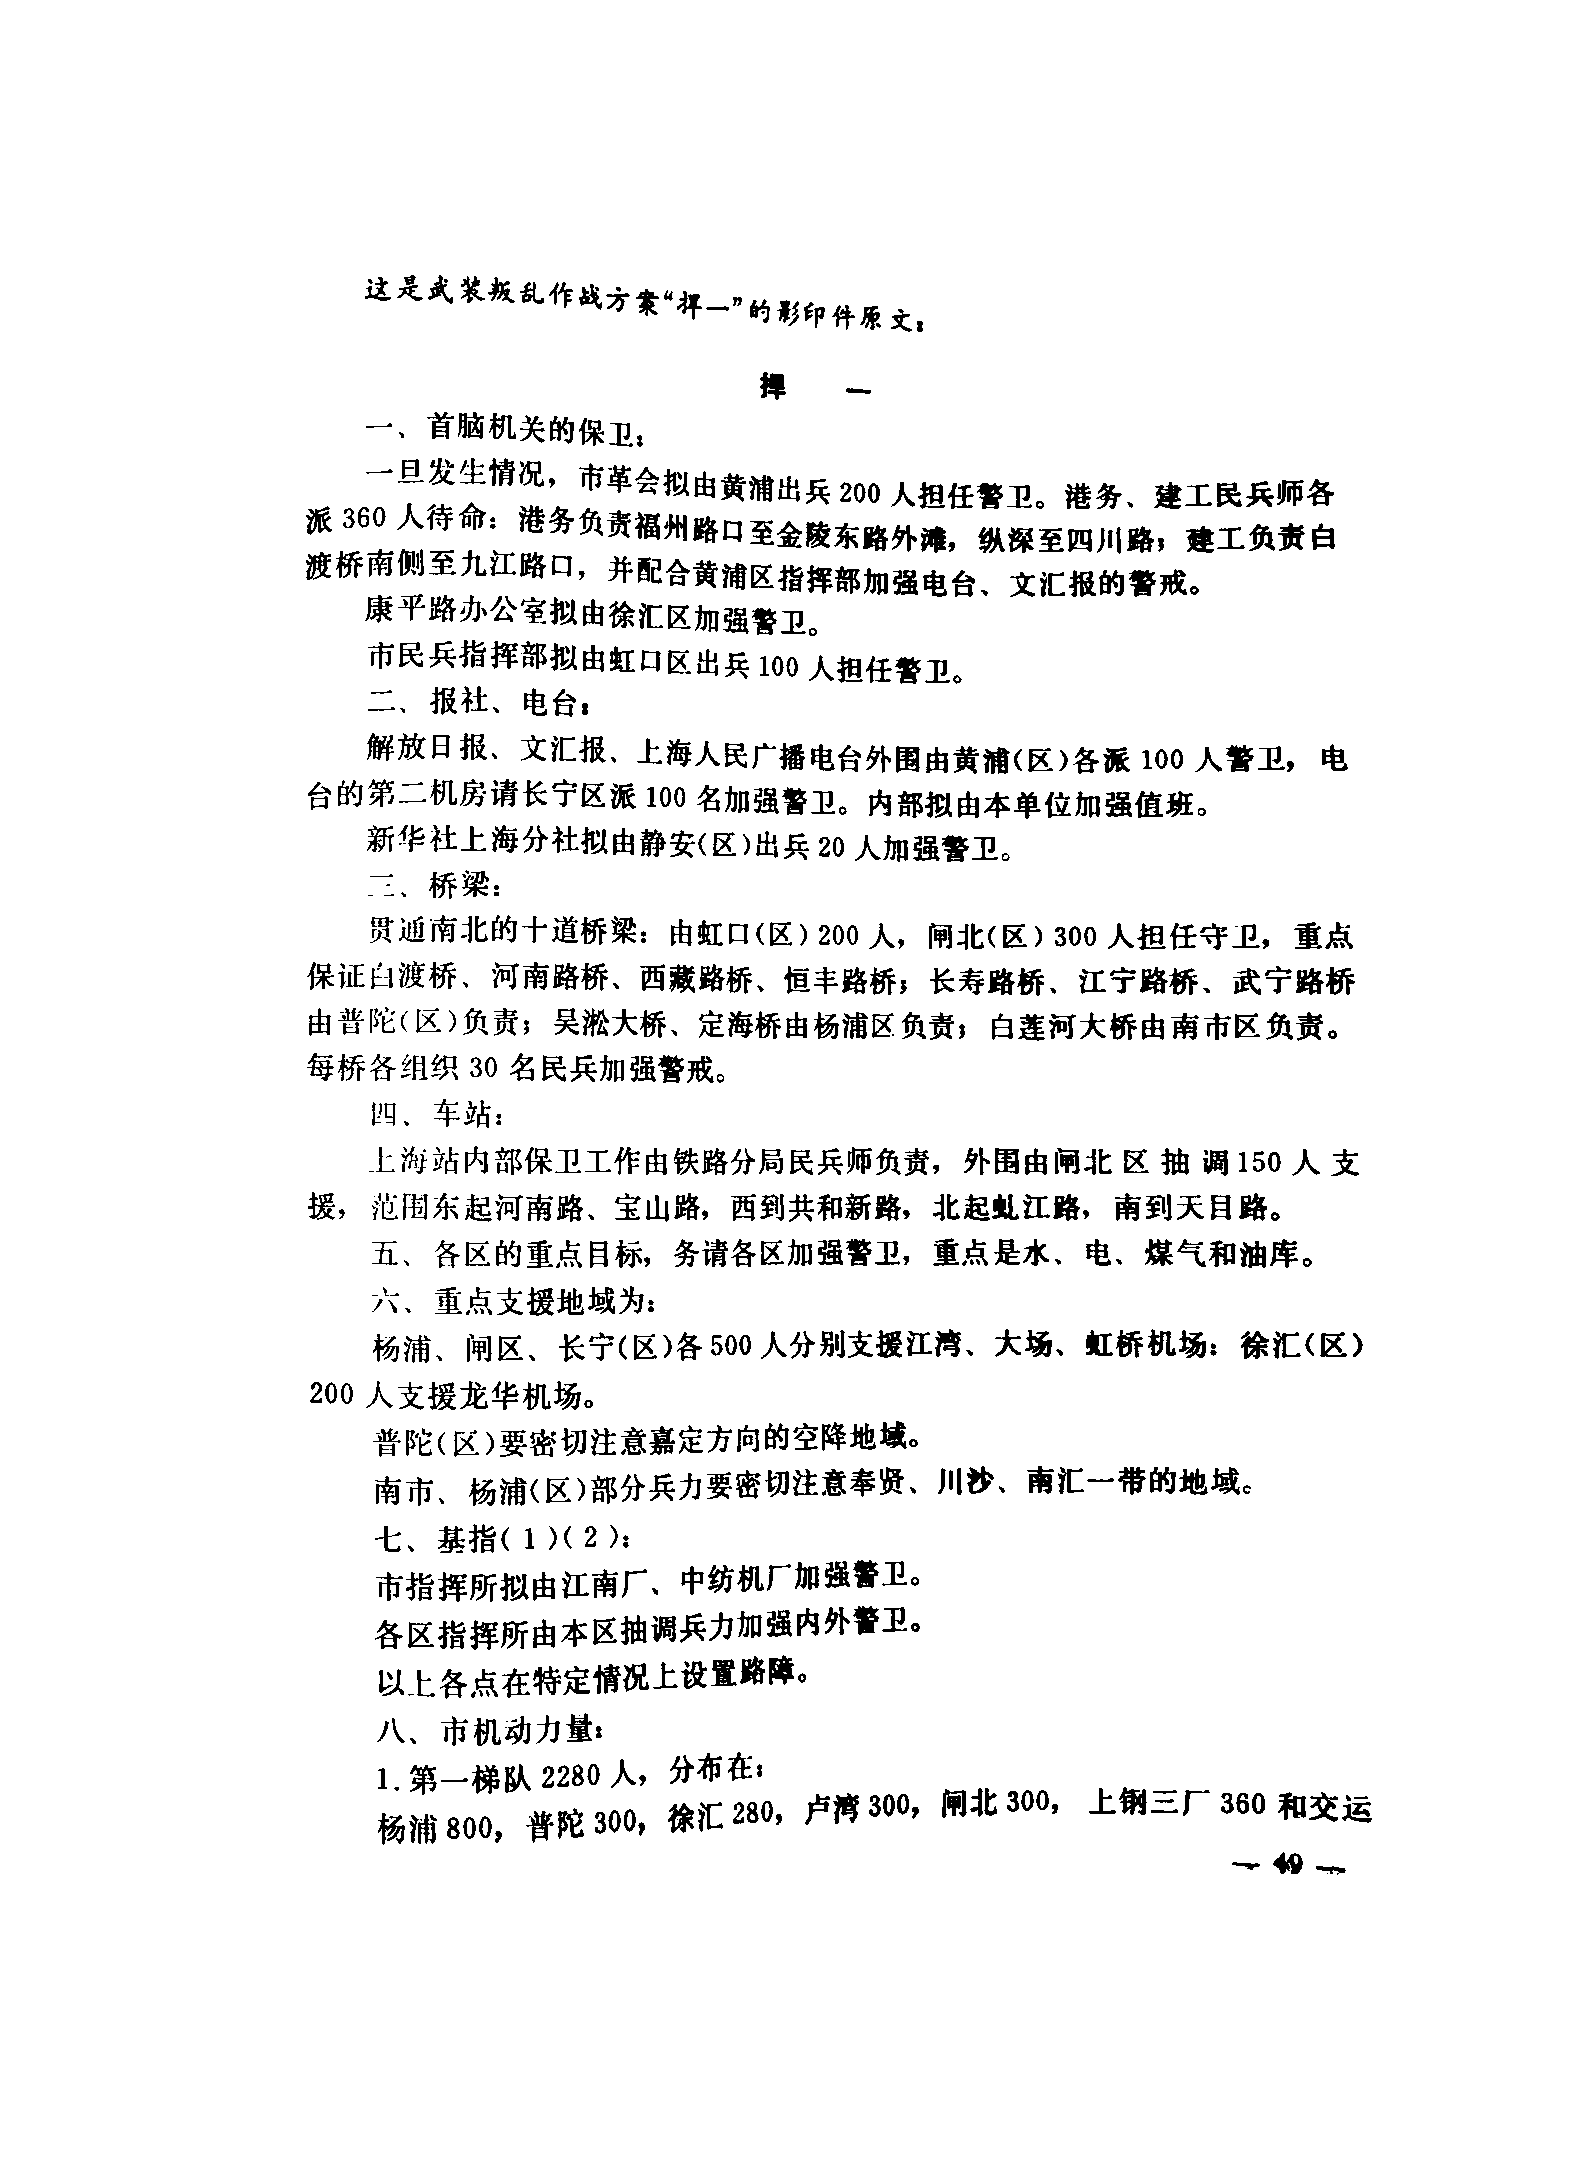 这是武装叛乱作战方案“捍一”的影印件原文：
捍　一
一、首脑机关的保卫：
一旦发生情况，市革会拟由黄浦出兵200人担任警卫。港务、建工民兵师各
派360人待命：港务负责福州路口至金陵东路外滩，纵深至四川路；建工负责白
渡桥南侧至九江路口，并配合黄浦区指挥部加强电台、文汇报的警戒。
康平路办公室拟由徐汇区加强警卫。
市民兵指挥部拟由虹口区出兵100人担任警卫。
二、报社、电台：
解放日报、文汇报、上海人民广播电台外围由黄浦(区)各派100人警卫，电
台的第二机房请长宁区派100名加强警卫。内部拟由本单位加强值班。
新华社上海分社拟由静安(区)出兵20人加强警卫。
三、桥梁：
贯通南北的十道桥梁：由虹口(区)200人，闸北(区)300人担任守卫，重点
保证白渡桥、河南路桥、西藏路桥、恒丰路桥；长寿路桥、江宁路桥、武宁路桥
由普陀(区)负责；吴淞大桥、定海桥由杨浦区负责；白莲河大桥由南市区负责。
每桥各组织30名民兵加强警戒。
四、车站：
上海站内部保卫工作由铁路分局民兵师负责，外围由闸北区抽调150人支
援，范围东起河南路、宝山路，西到共和新路，北起虬江路，南到天目路。
五、各区的重点目标，务请各区加强警卫，重点是水、电、煤气和油库。
六、重点支援地域为：
杨浦、闸区、长宁(区)各500人分别支援江湾、大场、虹桥机场：徐汇(区)
200人支援龙华机场。
普陀(区)要密切注意嘉定方向的空降地域。
南市、杨浦(区)部分兵力要密切注意奉贤、川沙、南汇一带的地域。
七、基指(1)(2)：
市指挥所拟由江南厂、中纺机厂加强警卫。
各区指挥所由本区抽调兵力加强内外警卫。
以上各点在特定情况上设置路障。
八、市机动力量：
1.第一梯队2280人，分布在：
杨浦800，普陀300，徐汇280，卢湾300，闸北300，上钢三厂360和交运
— 49 —